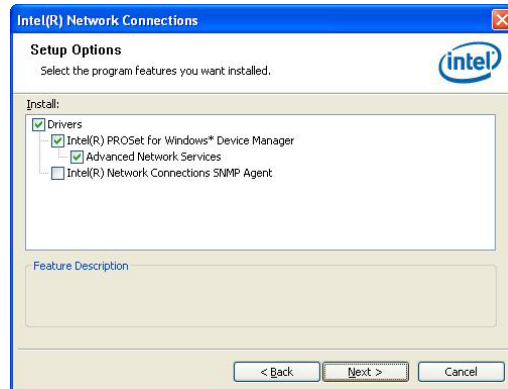 Intel(R) Network Connections
Setup Options
Select the program features you want installed.
intel
Install:
Drivers
Intel(R) PROSet for Windows* Device Manager
Advanced Network Services
Intel(R) Network Connections SNMP Agent
Feature Description
< Back
Next >
Cancel